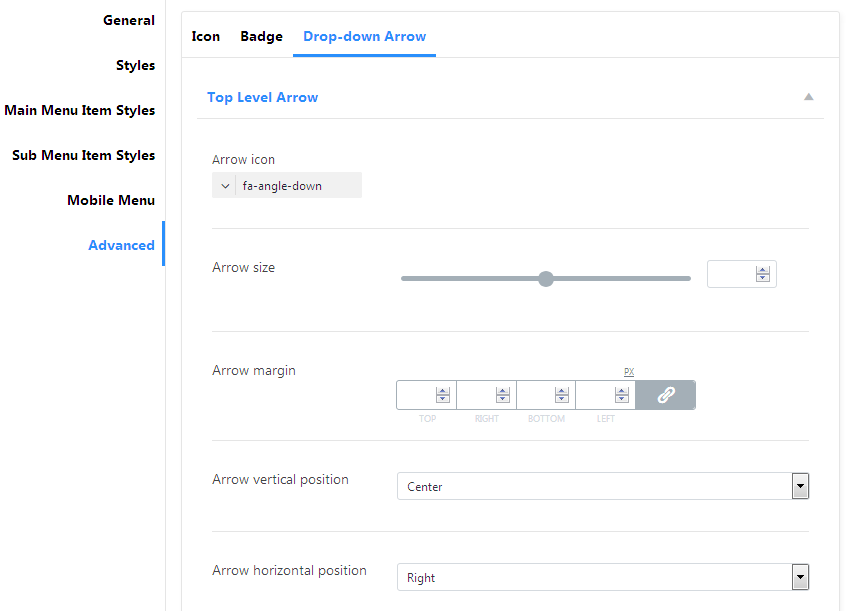 General
Styles
Main Menu Item Styles
Sub Menu Item Styles
Mobile Menu
Advanced
Icon Badge Drop-down Arrow
Top Level Arrow
Arrow icon
fa-angle-down
Arrow size
Arrow margin
PX
TOP RIGHT BOTTOM LEFT
Arrow vertical position
Center
Arrow horizontal position
Right